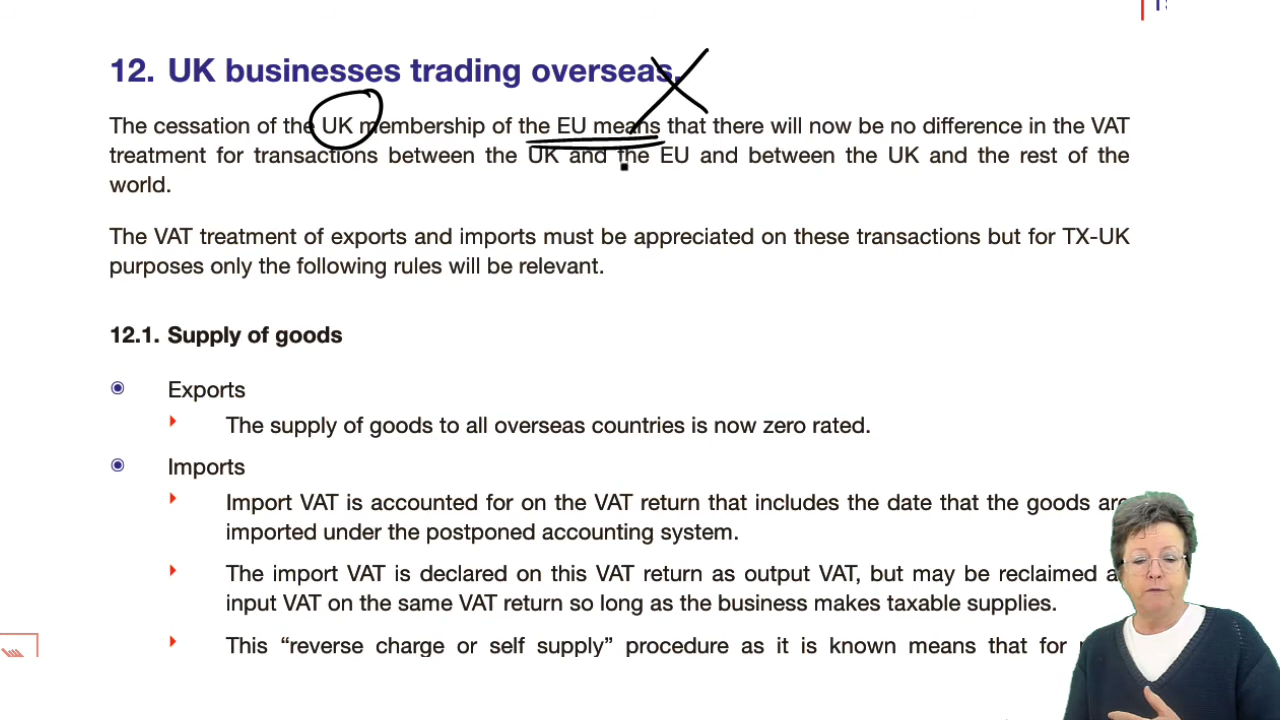 12. UK businesses trading overseas.
The cessation of the UK membership of the EU means that there will now be no difference in the VAT
treatment for transactions between the UK and the EU and between the UK and the rest of the
world.
The VAT treatment of exports and imports must be appreciated on these transactions but for TX-UK
purposes only the following rules will be relevant.
12.1. Supply of goods
Exports
The supply of goods to all overseas countries is now zero rated.
Imports
Import VAT is accounted for on the VAT return that includes the date that the goods are
imported under the postponed accounting system.
The import VAT is declared on this VAT return as output VAT, but may be reclaimed
input VAT on the same VAT return so long as the business makes taxable supplies.
This “reverse charge or self supply” procedure as it is known means that for